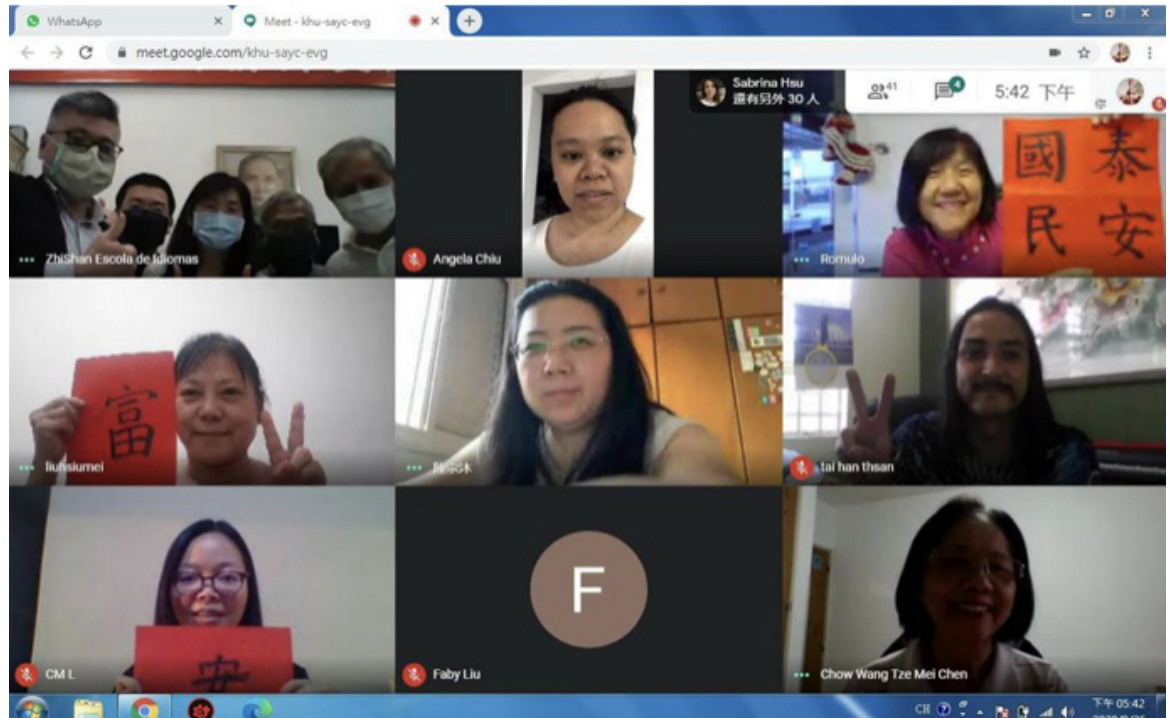 WhatsApp
Meet - khu-sayc-evg
meet.google.com/khu-sayc-evg
Sabrina Hsu
還有另外 30 人
41
4
5:42 下午
你
ZhiShan Escola de Idiomas
Angela Chiu
國泰
民安
Romulo
富
liuhsiumei
tai han thsan
安
CM L
F
Faby Liu
Chow Wang Tze Mei Chen
CH
下午 05:42